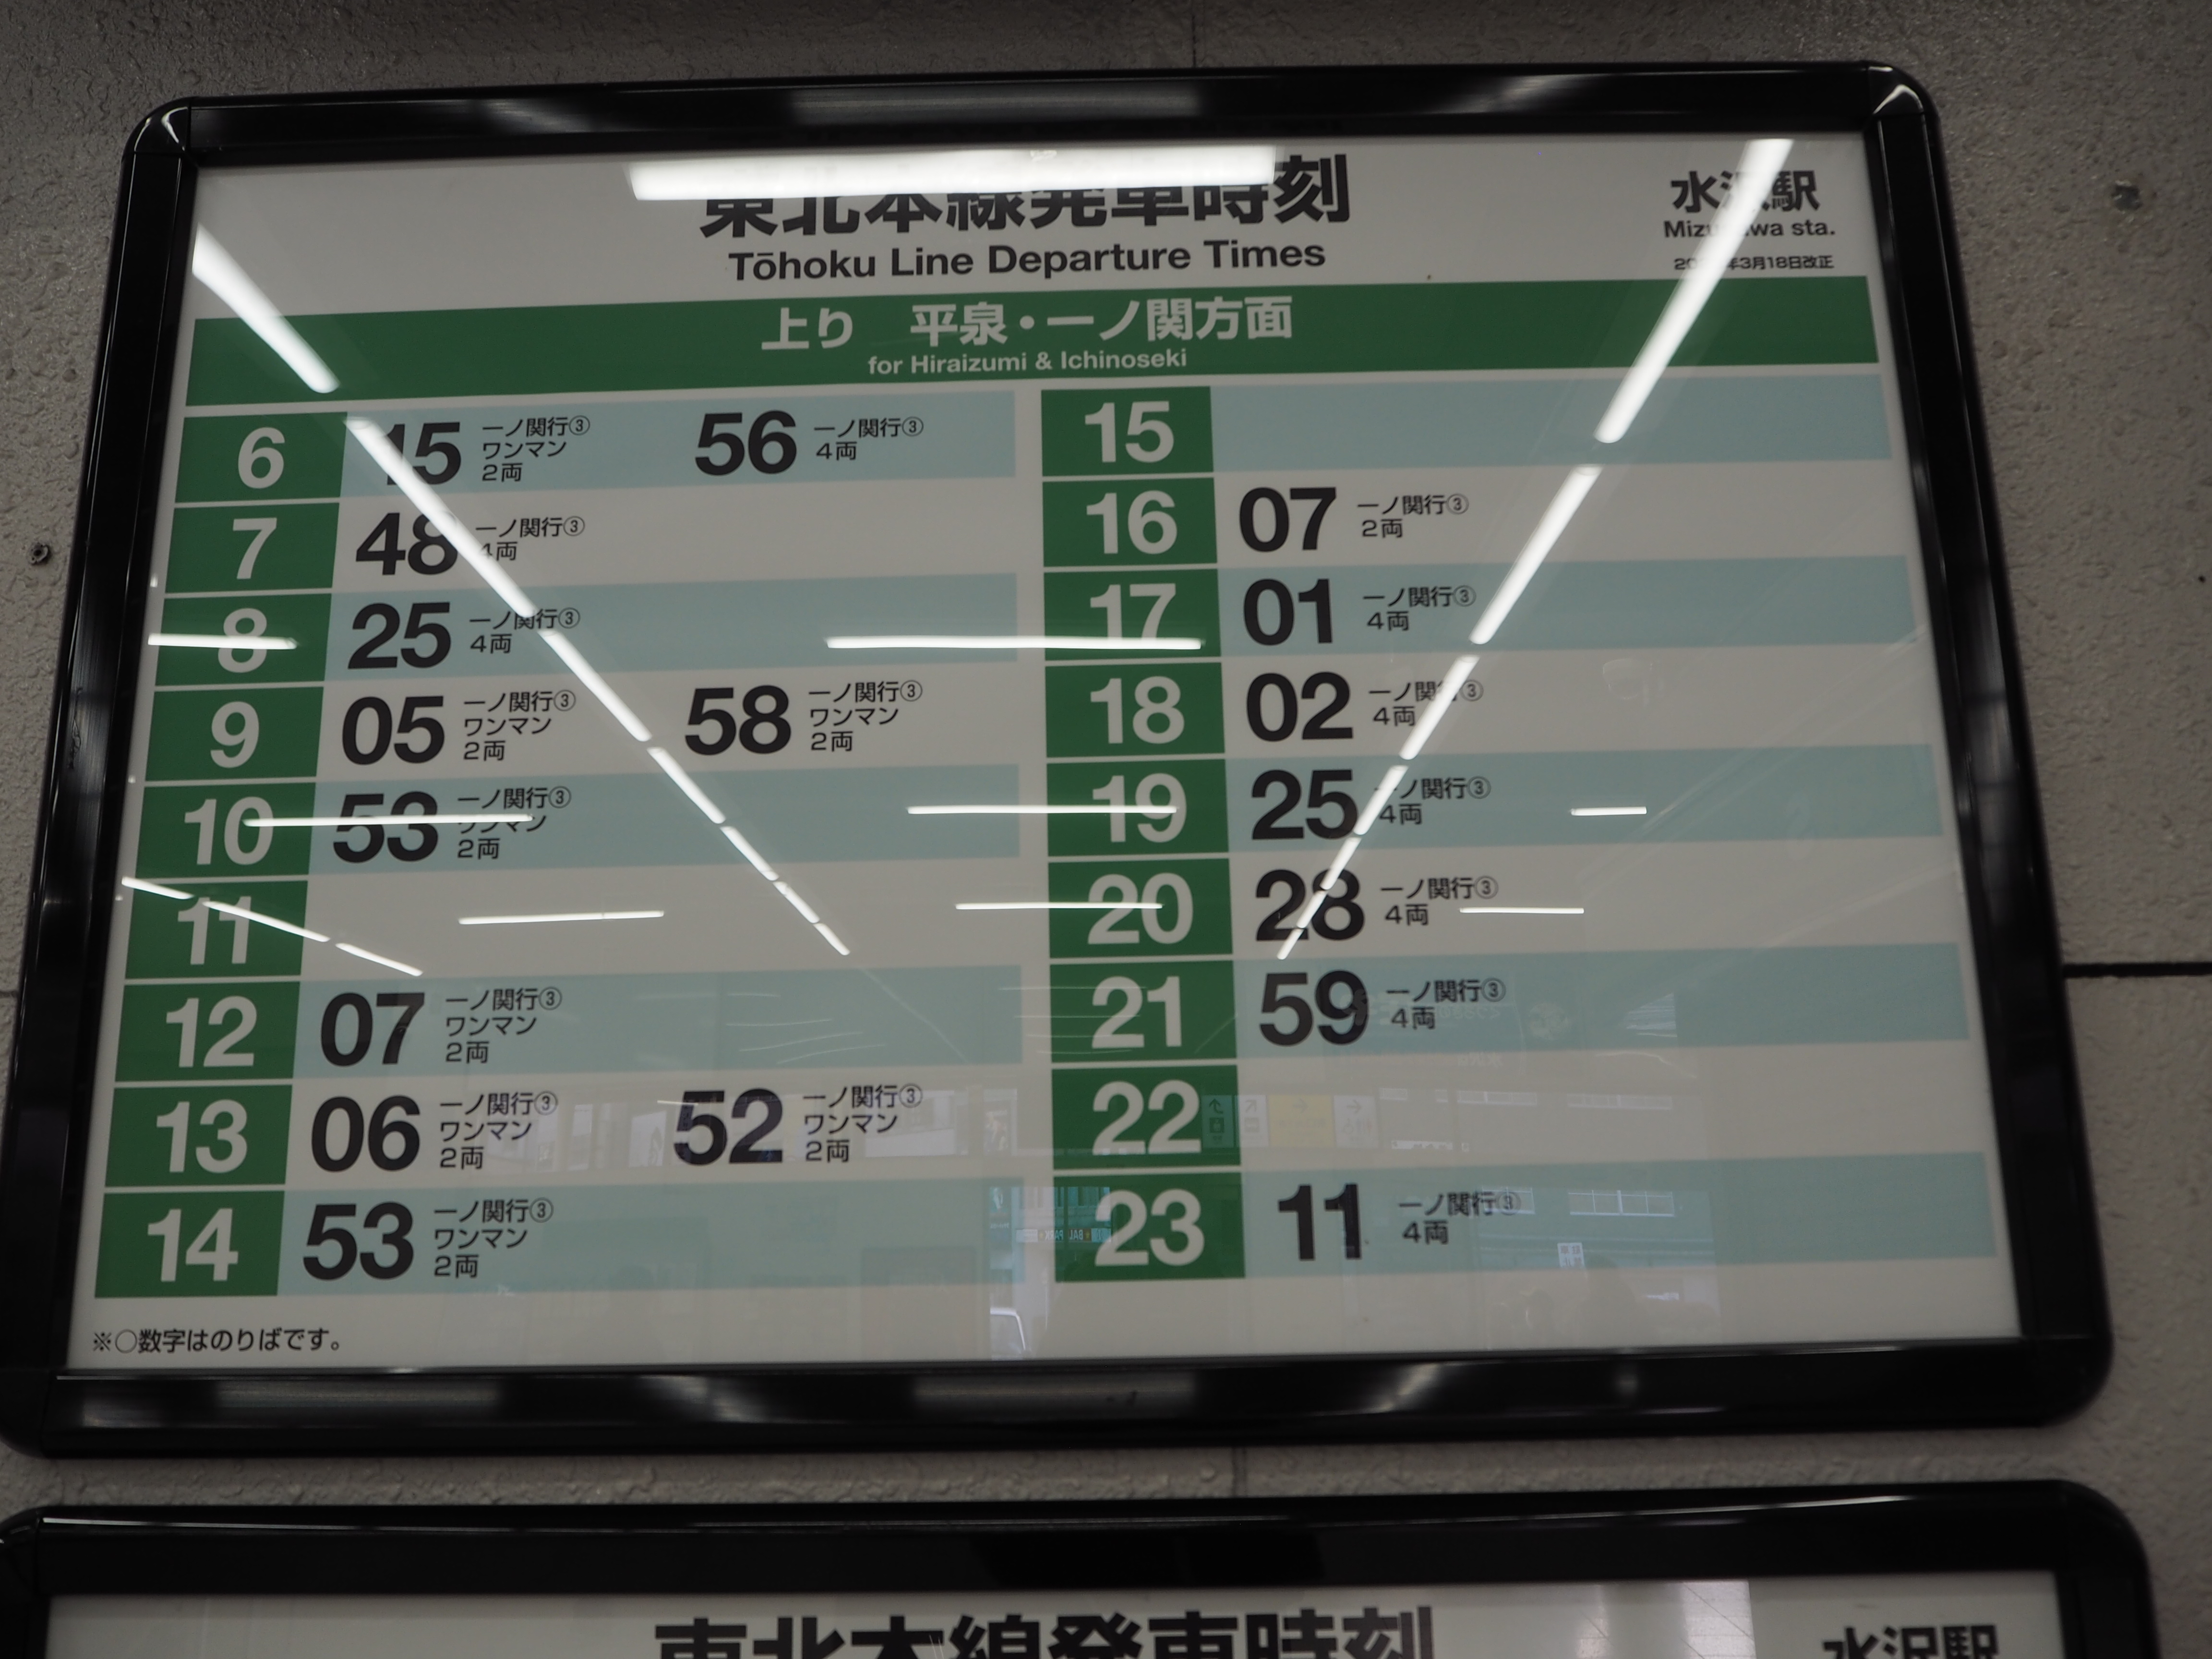 東北本線発車時刻
Tōhoku Line Departure Times
水沢駅
sta.
年3月18日改正
上り 平泉・一ノ関方面
for Hiraizumi & Ichinoseki
6 15 一ノ関行③ ワンマン 2両 56 一ノ関行③ 4両
7 48 一ノ関行③ 4両
8 25 一ノ関行③ 4両
9 05 一ノ関行③ ワンマン 2両 58 一ノ関行③ ワンマン 2両
10 53 一ノ関行③ ワンマン 2両
11
12 07 一ノ関行③ ワンマン 2両
13 06 一ノ関行③ ワンマン 2両 52 一ノ関行③ ワンマン 2両
14 53 一ノ関行③ ワンマン 2両
15
16 07 一ノ関行③ 2両
17 01 一ノ関行③ 4両
18 02 一ノ関行③ 4両
19 25 一ノ関行③ 4両
20 28 一ノ関行③ 4両
21 59 一ノ関行③ 4両
22
23 11 一ノ関行③ 4両
※○数字はのりばです。
東北本線発車時刻
水沢駅